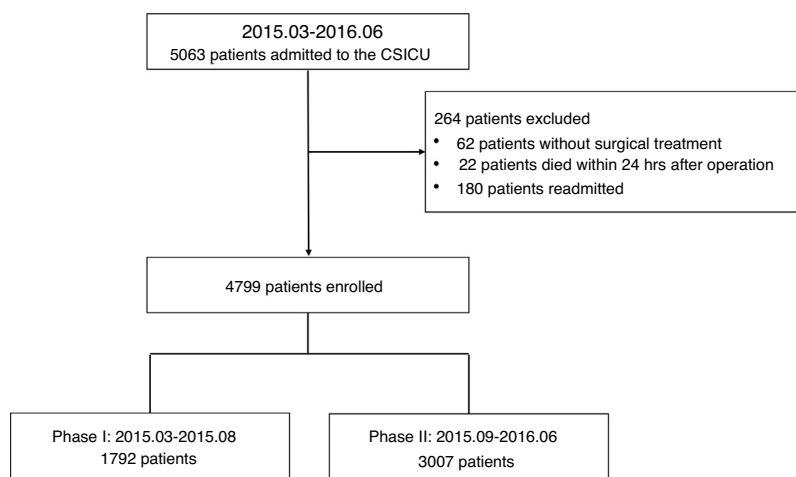 2015.03-2016.06
5063 patients admitted to the CSICU
264 patients excluded
• 62 patients without surgical treatment
• 22 patients died within 24 hrs after operation
• 180 patients readmitted
4799 patients enrolled
Phase I: 2015.03-2015.08
1792 patients
Phase II: 2015.09-2016.06
3007 patients